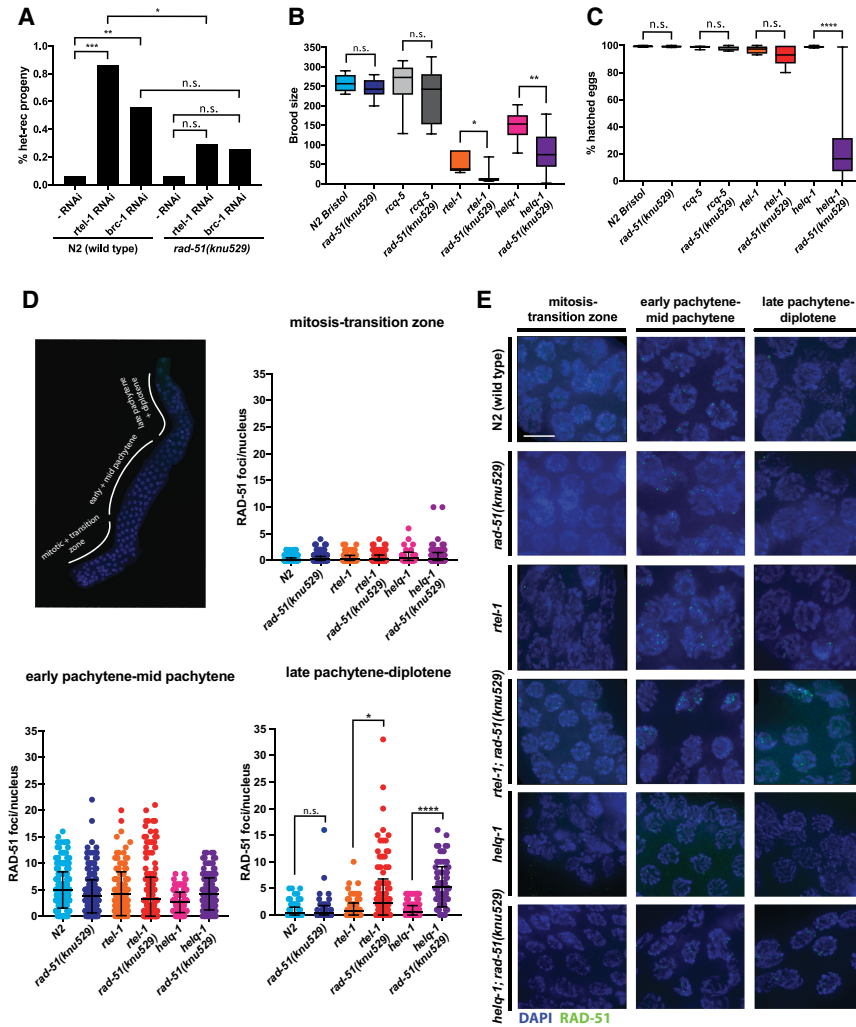 A
*
**
***
n.s.
n.s.
n.s.
% het-rec progeny
1.0
0.8
0.6
0.4
0.2
0.0
- RNAi
rtel-1 RNAi
brc-1 RNAi
- RNAi
rtel-1 RNAi
brc-1 RNAi
N2 (wild type)
rad-51(knu529)
B
n.s.
n.s.
*
**
Brood size
350
300
250
200
150
100
50
0
N2 Bristol
rad-51(knu529)
rcq-5
rcq-5
rad-51(knu529)
rtel-1
rtel-1
rad-51(knu529)
helq-1
helq-1
rad-51(knu529)
C
n.s.
n.s.
n.s.
****
% hatched eggs
100
80
60
40
20
0
N2 Bristol
rad-51(knu529)
rcq-5
rcq-5
rad-51(knu529)
rtel-1
rtel-1
rad-51(knu529)
helq-1
helq-1
rad-51(knu529)
D
late pachytene
+ diplotene
early + mid pachytene
mitotic + transition
zone
mitosis-transition zone
RAD-51 foci/nucleus
35
30
25
20
15
10
5
0
N2
rad-51(knu529)
rtel-1
rtel-1
rad-51(knu529)
helq-1
helq-1
rad-51(knu529)
early pachytene-mid pachytene
RAD-51 foci/nucleus
35
30
25
20
15
10
5
0
N2
rad-51(knu529)
rtel-1
rtel-1
rad-51(knu529)
helq-1
helq-1
rad-51(knu529)
late pachytene-diplotene
n.s.
*
****
RAD-51 foci/nucleus
35
30
25
20
15
10
5
0
N2
rad-51(knu529)
rtel-1
rtel-1
rad-51(knu529)
helq-1
helq-1
rad-51(knu529)
E
mitosis-
transition zone
early pachytene-
mid pachytene
late pachytene-
diplotene
N2 (wild type)
rad-51(knu529)
rtel-1
rtel-1; rad-51(knu529)
helq-1
helq-1; rad-51(knu529)
DAPI RAD-51